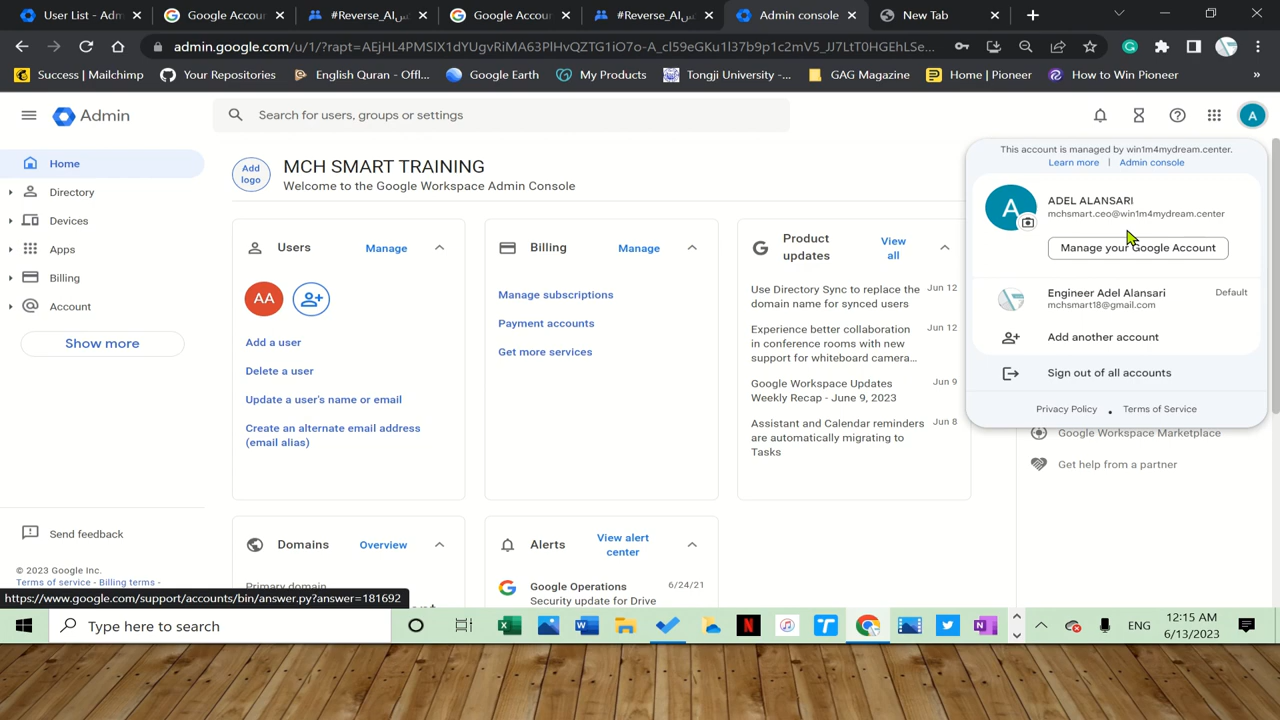 User List - Adm
Google Accou
#Reverse_Al
Google Accou
#Reverse_Al
Admin console
New Tab
admin.google.com/u/1/?rapt=
Success | Mailchimp
Your Repositories
English Quran - Offl...
Google Earth
My Products
Tongji University -...
GAG Magazine
Home | Pioneer
How to Win Pioneer
»
Admin
Search for users, groups or settings
A
Home
Directory
Devices
Apps
Billing
Account
Show more
Send feedback
© 2023 Google Inc.
Terms of service - Billing terms -
https://www.google.com/support/accounts/bin/answer.py?answer=181692
Add
logo
MCH SMART TRAINING
Welcome to the Google Workspace Admin Console
Users
Manage
AA
Add a user
Delete a user
Update a user's name or email
Create an alternate email address
(email alias)
Billing
Manage
Manage subscriptions
Payment accounts
Get more services
Product
updates
View
all
Use Directory Sync to replace the
domain name for synced users
Jun 12
Experience better collaboration
in conference rooms with new
support for whiteboard camera...
Jun 12
Google Workspace Updates
Weekly Recap - June 9, 2023
Jun 9
Assistant and Calendar reminders
are automatically migrating to
Tasks
Jun 8
Domains
Overview
Primary domain
Alerts
View alert
center
Google Operations
6/24/21
Security update for Drive
This account is managed by win1m4mydream.center.
Learn more | Admin console
A
ADEL ALANSARI
mchsmart.ceo@win1m4mydream.center
Manage your Google Account
Engineer Adel Alansari
Default
mchsmart18@gmail.com
Add another account
Sign out of all accounts
Privacy Policy • Terms of Service
Google Workspace Marketplace
Get help from a partner
Type here to search
ENG
12:15 AM
6/13/2023